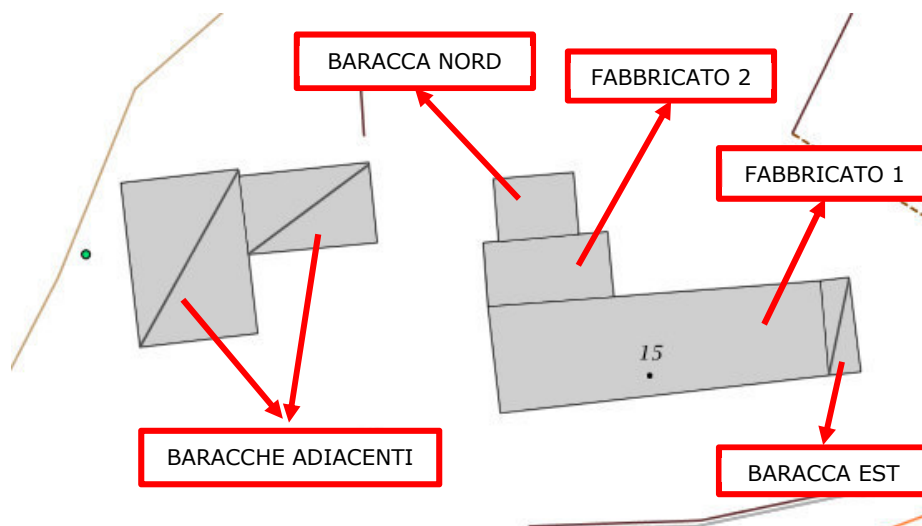 BARACCA NORD
FABBRICATO 2
FABBRICATO 1
15
BARACCHE ADIACENTI
BARACCA EST